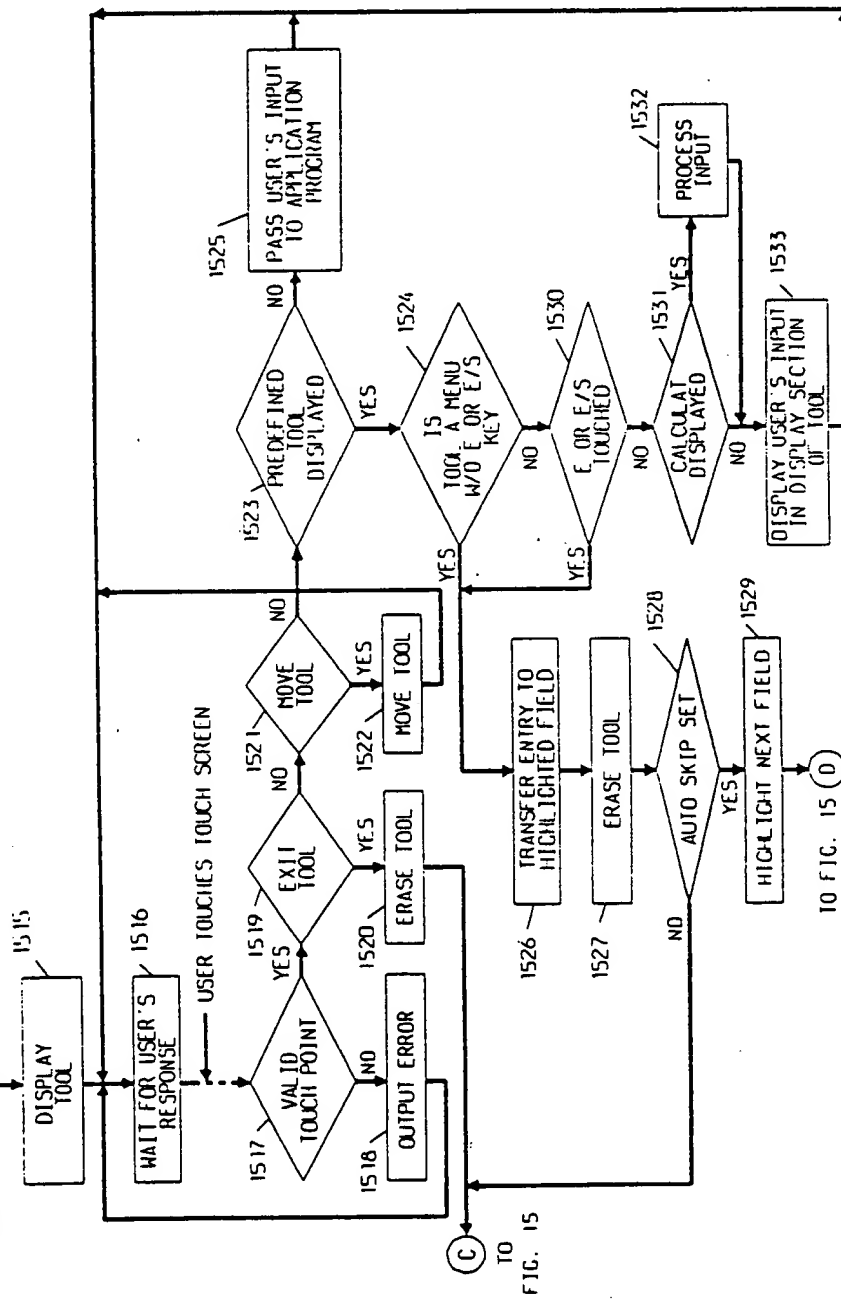 1515
DISPLAY
TOOL
1516
WAIT FOR USER'S
RESPONSE
USER TOUCHES TOUCH SCREEN
1517
VALID
TOUCH POINT
YES
NO
1518
OUTPUT ERROR
1519
EXIT
TOOL
NO
YES
1520
ERASE TOOL
1521
MOVE
TOOL
NO
YES
1522
MOVE TOOL
1523
PREDEFINED
TOOL
DISPLAYED
NO
YES
1525
PASS USER'S INPUT
TO APPLICATION
PROGRAM
1524
IS
TOOL A MENU
W/O E OR E/S
KEY
YES
NO
1530
E OR E/S
TOUCHED
YES
NO
1531
CALCULAT
DISPLAYED
YES
NO
1532
PROCESS
INPUT
1533
DISPLAY USER'S INPUT
IN DISPLAY SECTION
OF TOOL
1526
TRANSFER ENTRY TO
HIGHLIGHTED FIELD
1527
ERASE TOOL
1528
AUTO SKIP SET
NO
YES
1529
HIGHLIGHT NEXT FIELD
TO FIG. 15 D
C
TO
FIG. 15